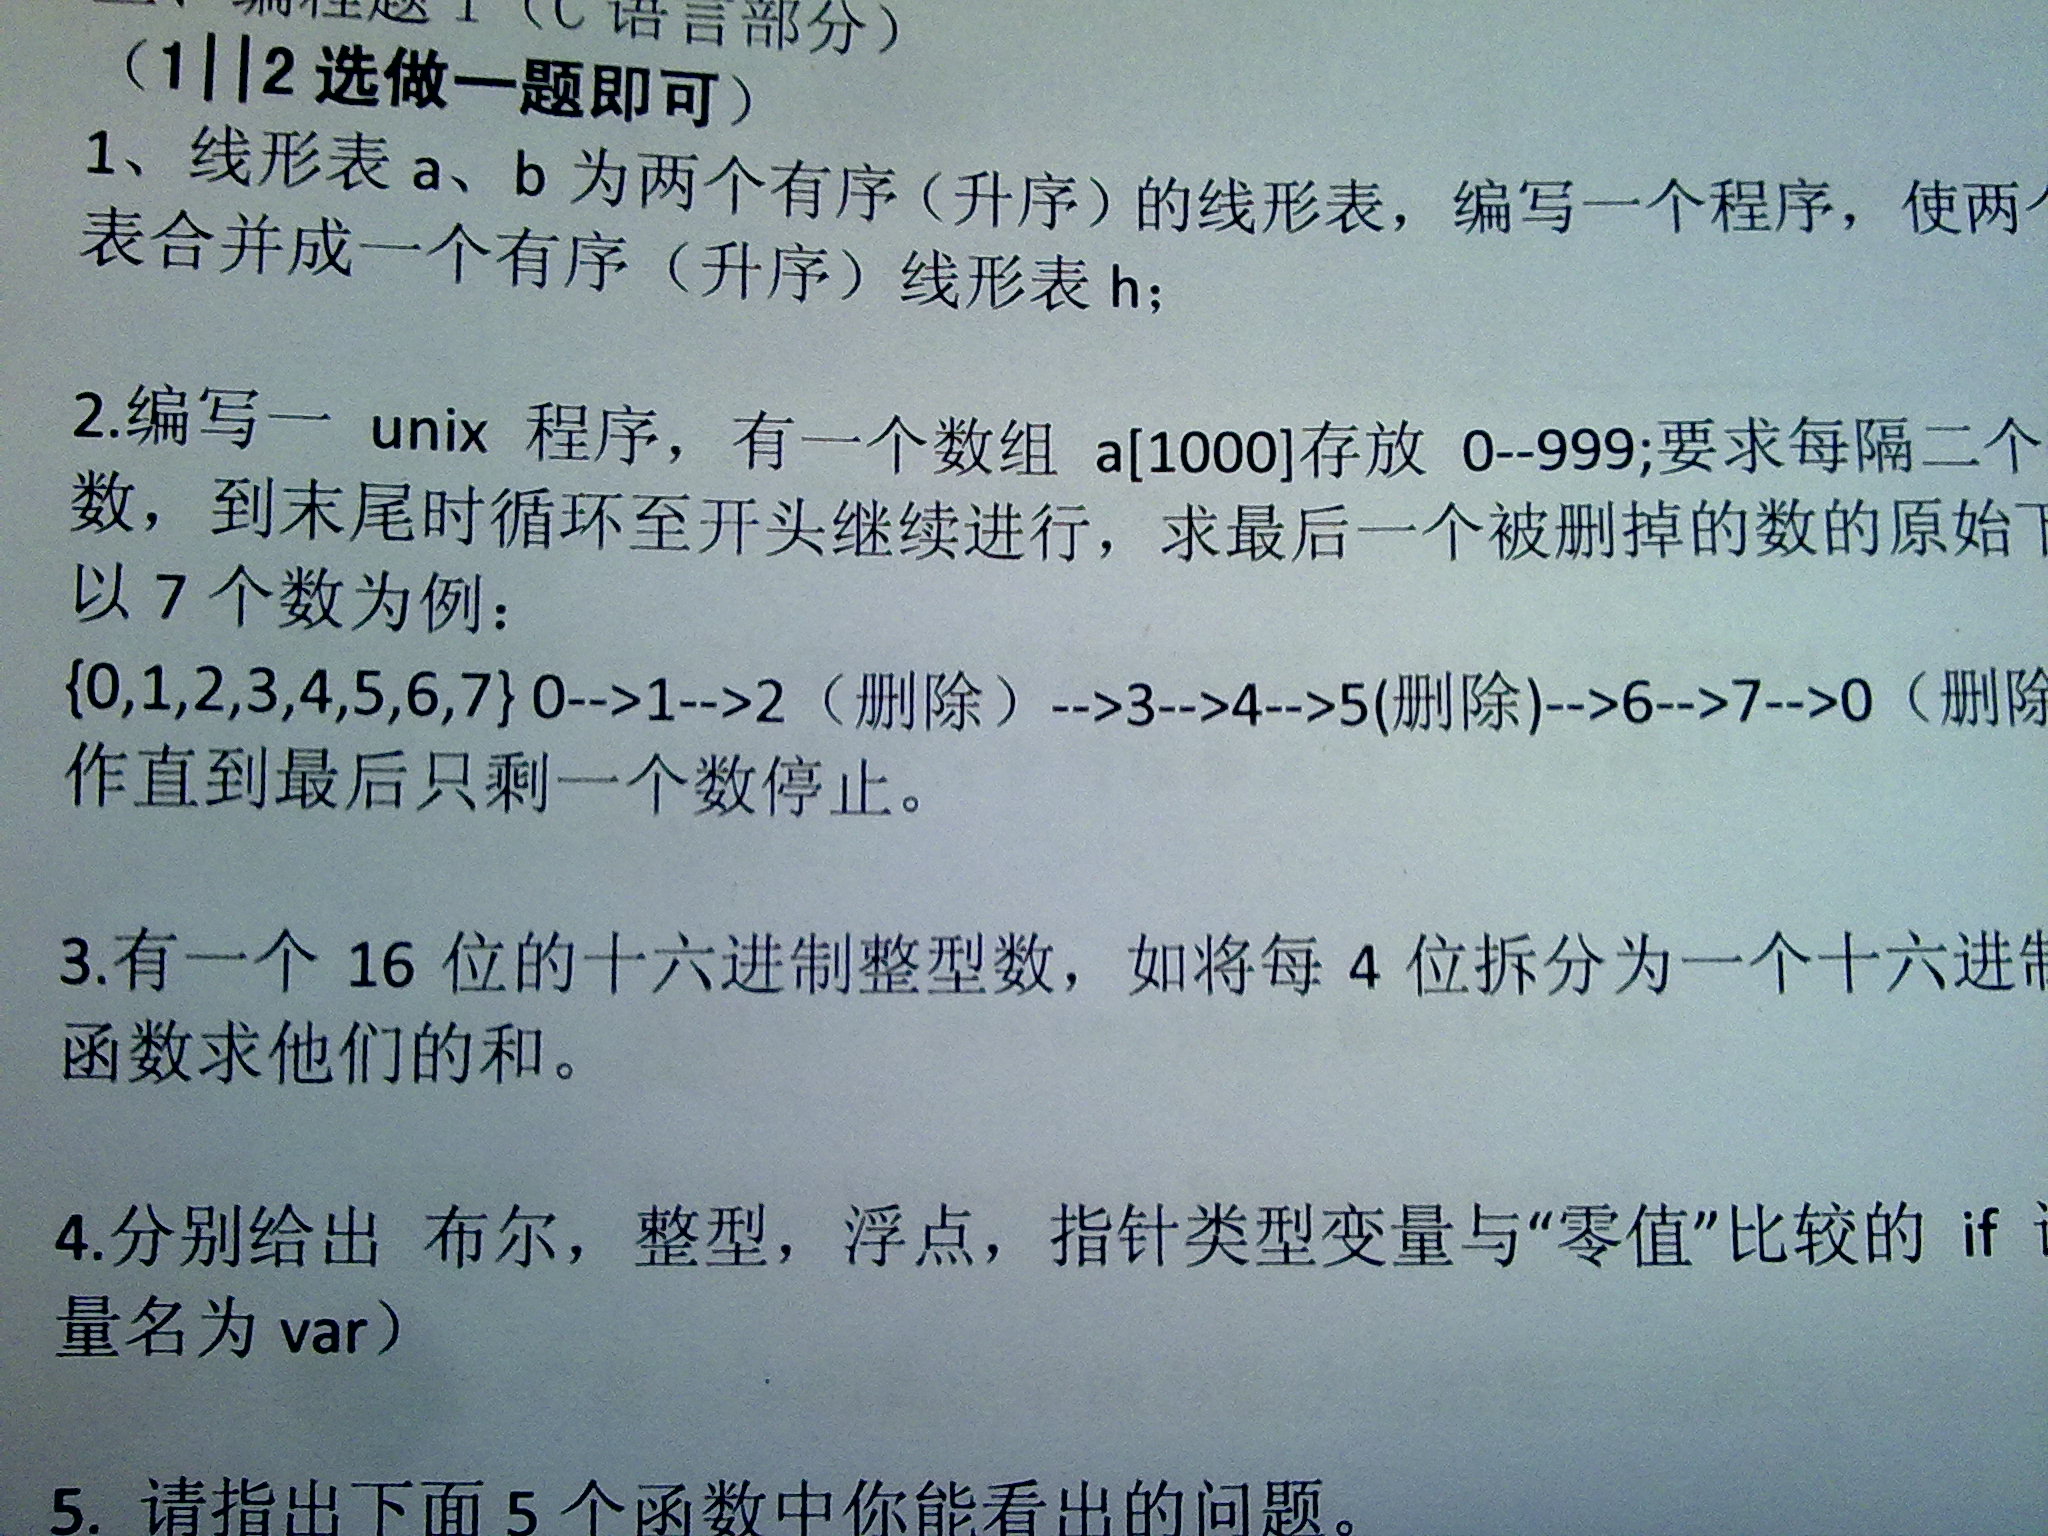 编程题 1（C 语言部分）
（1||2 选做一题即可）
1、线形表 a、b 为两个有序（升序）的线形表，编写一个程序，使两
表合并成一个有序（升序）线形表 h；
2.编写一 unix 程序，有一个数组 a[1000]存放 0--999;要求每隔二个
数，到末尾时循环至开头继续进行，求最后一个被删掉的数的原始
以 7 个数为例：
{0,1,2,3,4,5,6,7} 0-->1-->2（删除）-->3-->4-->5(删除)-->6-->7-->0（删除
作直到最后只剩一个数停止。
3.有一个 16 位的十六进制整型数，如将每 4 位拆分为一个十六进制
函数求他们的和。
4.分别给出 布尔，整型，浮点，指针类型变量与“零值”比较的 if
量名为 var）
5. 请指出下面 5 个函数中你能看出的问题。